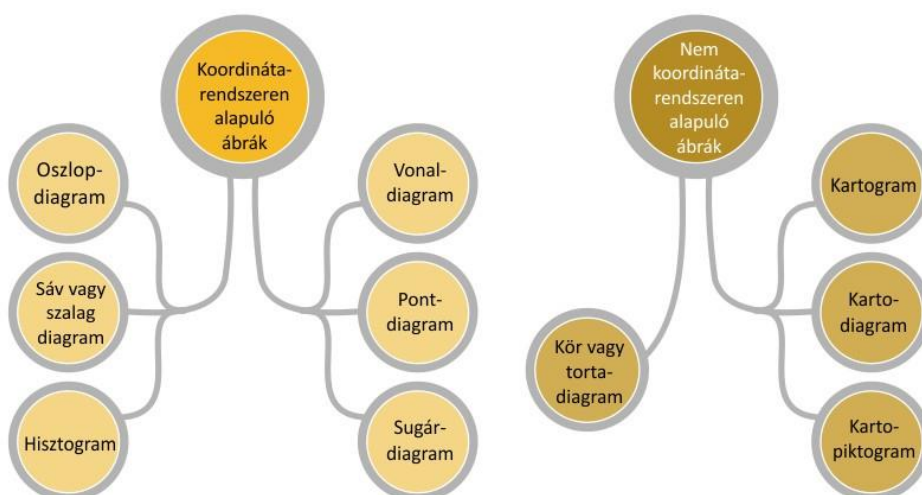 Koordináta-
rendszeren
alapuló
ábrák
Oszlop-
diagram
Sáv vagy
szalag
diagram
Hisztogram
Vonal-
diagram
Pont-
diagram
Sugár-
diagram
Nem
koordináta-
rendszeren
alapuló
ábrák
Kör vagy
torta-
diagram
Kartogram
Karto-
diagram
Karto-
piktogram